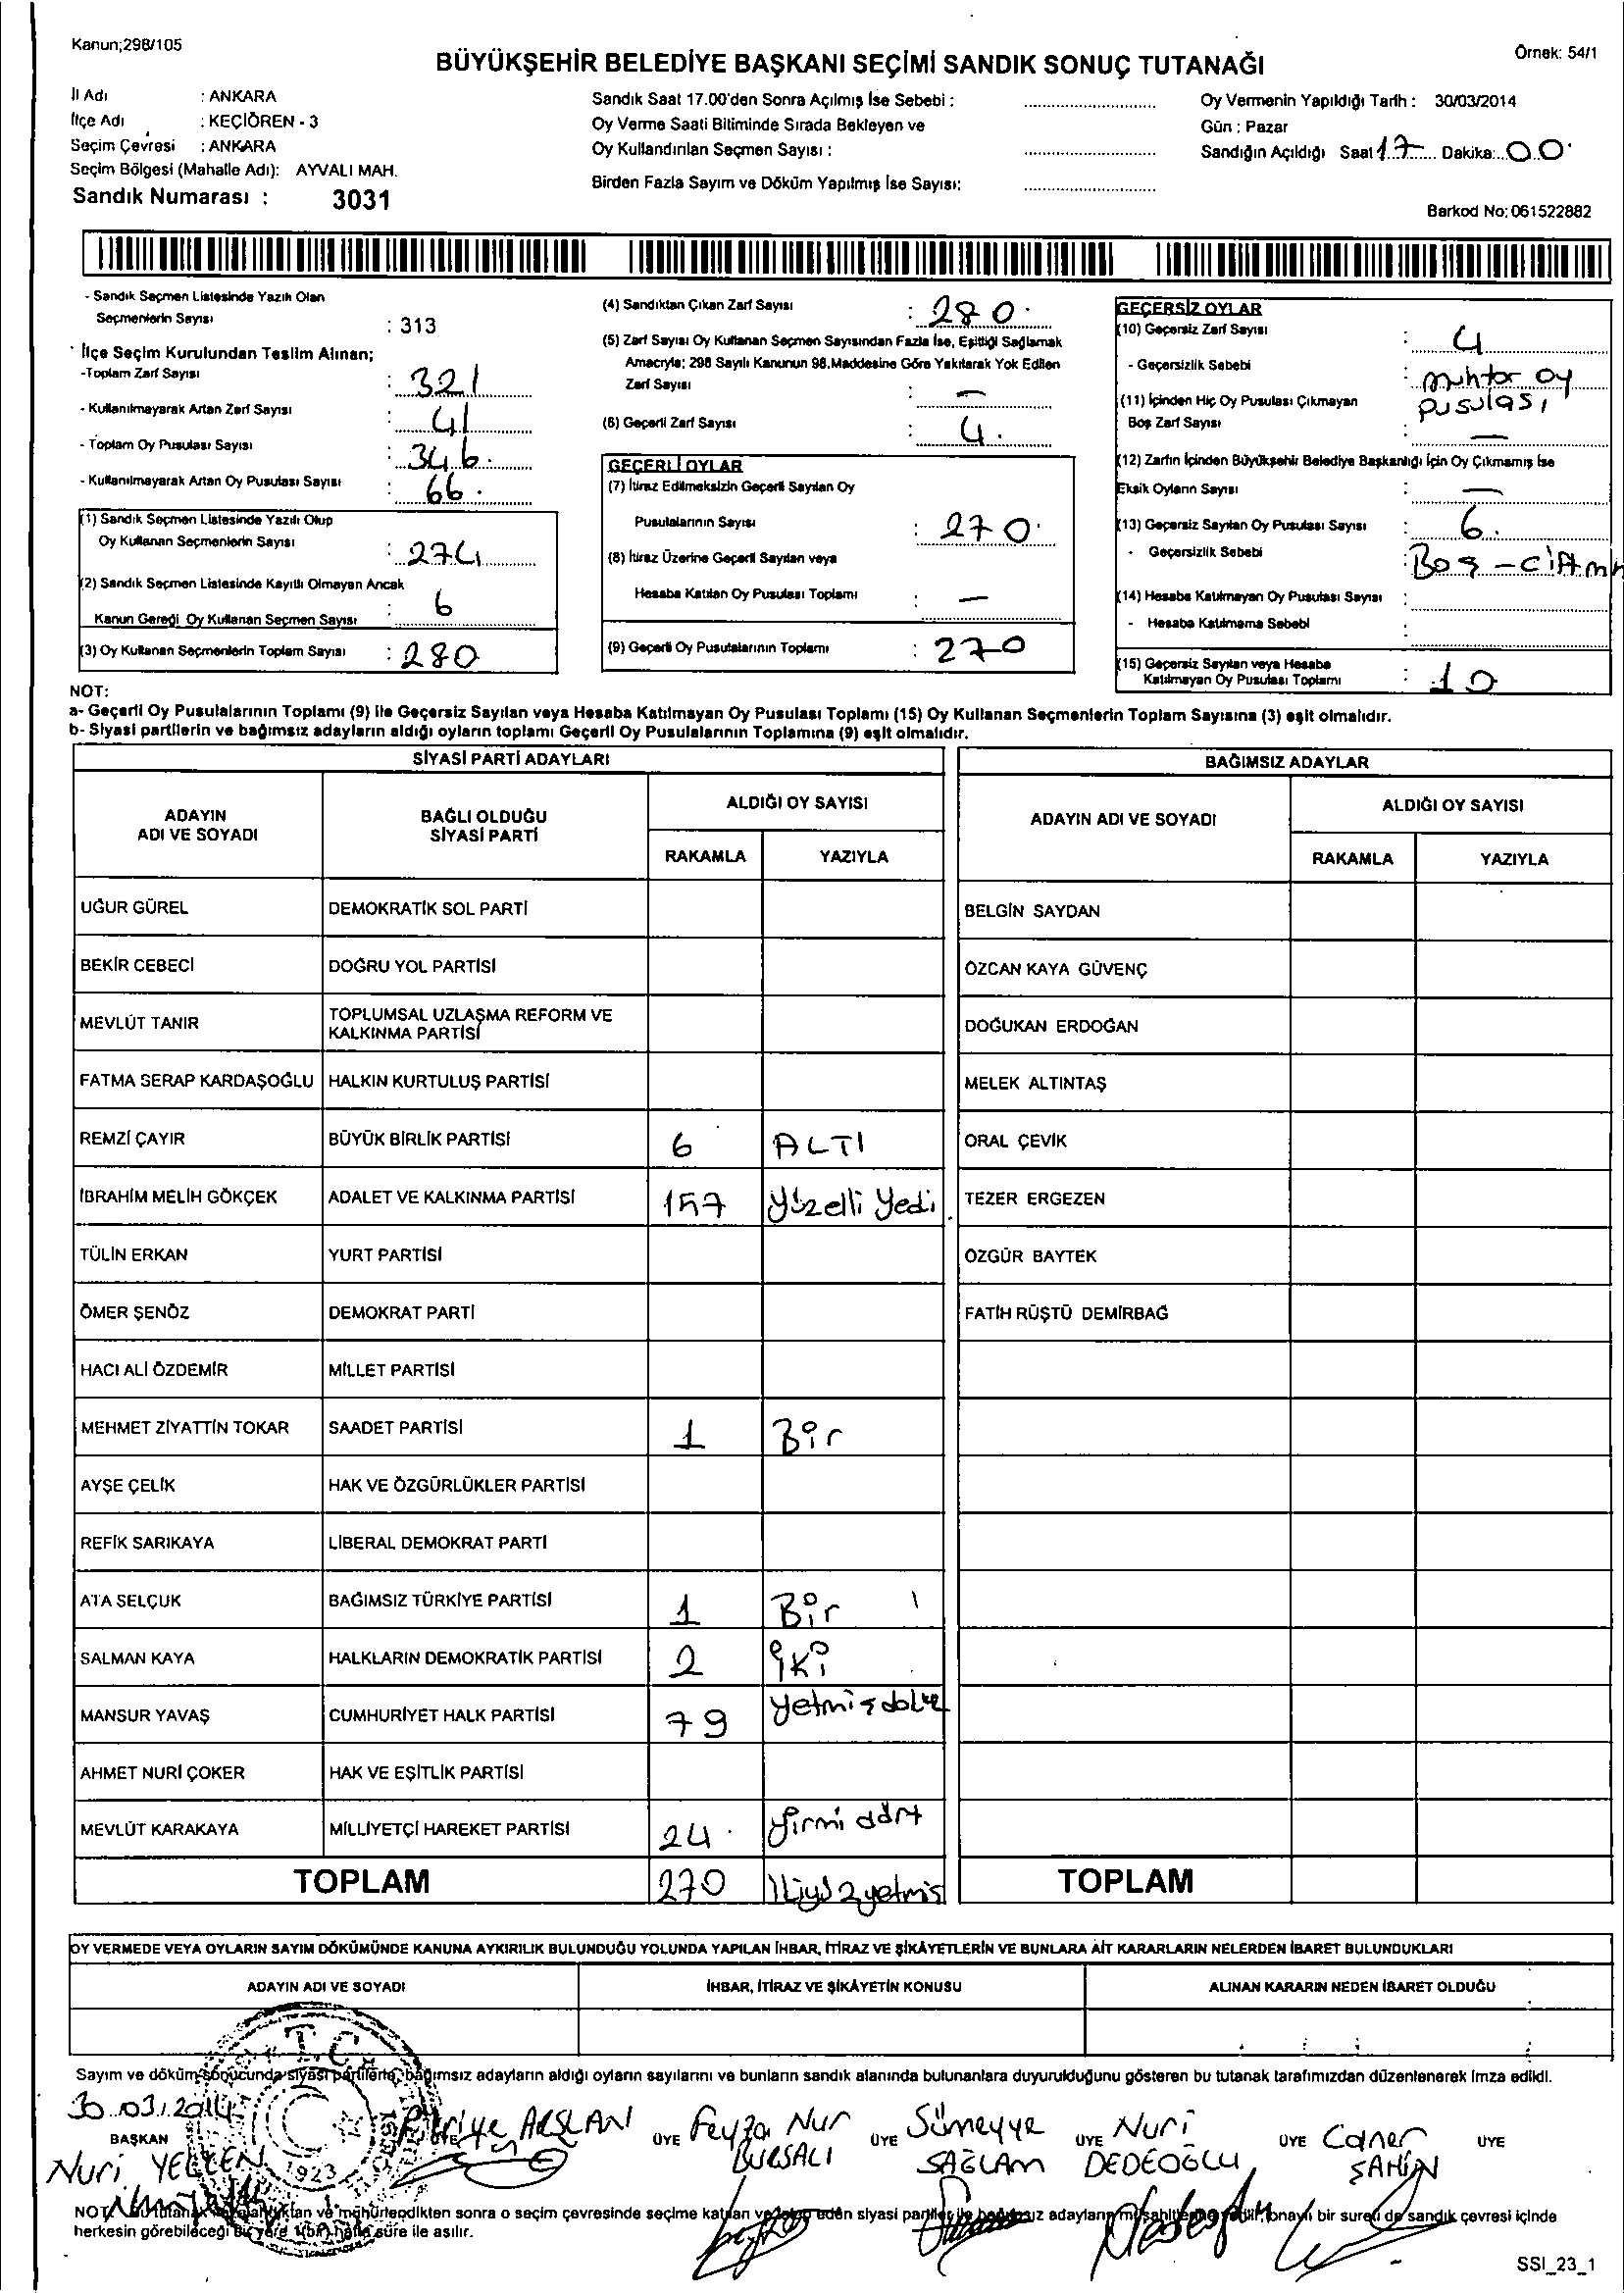 Kanun;298/105
Örnek: 54/1
BÜYÜKŞEHİR BELEDİYE BAŞKANI SEÇİMİ SANDIK SONUÇ TUTANAĞI
İl Adı : ANKARA
İlçe Adı : KEÇİÖREN - 3
Seçim Çevresi : ANKARA
Seçim Bölgesi (Mahalle Adı): AYVALI MAH.
Sandık Numarası : 3031
Sandık Saat 17.00'den Sonra Açılmış İse Sebebi :
Oy Verme Saati Bitiminde Sırada Bekleyen ve
Oy Kullandırılan Seçmen Sayısı :
Birden Fazla Sayım ve Döküm Yapılmış İse Sayısı:
Oy Vermenin Yapıldığı Tarih : 30/03/2014
Gün : Pazar
Sandığın Açıldığı Saat 17 Dakika: 00
Barkod No: 061522882
- Sandık Seçmen Listesinde Yazılı Olan
Seçmenlerin Sayısı : 313
İlçe Seçim Kurulundan Teslim Alınan;
-Toplam Zarf Sayısı : 321
- Kullanılmayarak Artan Zarf Sayısı : 41
- Toplam Oy Pusulası Sayısı : 346.
- Kullanılmayarak Artan Oy Pusulası Sayısı : 66.
(1) Sandık Seçmen Listesinde Yazılı Olup
Oy Kullanan Seçmenlerin Sayısı : 274
(2) Sandık Seçmen Listesinde Kayıtlı Olmayan Ancak
Kanun Gereği Oy Kullanan Seçmen Sayısı : 6
(3) Oy Kullanan Seçmenlerin Toplam Sayısı : 280
(4) Sandıktan Çıkan Zarf Sayısı : 280.
(5) Zarf Sayısı Oy Kullanan Seçmen Sayısından Fazla İse, Eşitliği Sağlamak
Amacıyla; 298 Sayılı Kanunun 98.Maddesine Göre Yakılarak Yok Edilen
Zarf Sayısı : —
(6) Geçerli Zarf Sayısı : 4.
GEÇERLİ OYLAR
(7) İtiraz Edilmeksizin Geçerli Sayılan Oy
Pusulalarının Sayısı : 270.
(8) İtiraz Üzerine Geçerli Sayılan veya
Hesaba Katılan Oy Pusulası Toplamı : —
(9) Geçerli Oy Pusulalarının Toplamı : 270
GEÇERSİZ OYLAR
(10) Geçersiz Zarf Sayısı : 4
- Geçersizlik Sebebi : muhtar oy
pusulası
(11) İçinden Hiç Oy Pusulası Çıkmayan
Boş Zarf Sayısı : —
(12) Zarfın İçinden Büyükşehir Belediye Başkanlığı İçin Oy Çıkmamış İse
Eksik Oyların Sayısı : —
(13) Geçersiz Sayılan Oy Pusulası Sayısı : 6.
- Geçersizlik Sebebi : Boş -
(14) Hesaba Katılmayan Oy Pusulası Sayısı :
- Hesaba Katılmama Sebebi :
(15) Geçersiz Sayılan veya Hesaba
Katılmayan Oy Pusulası Toplamı : 10
NOT:
a- Geçerli Oy Pusulalarının Toplamı (9) ile Geçersiz Sayılan veya Hesaba Katılmayan Oy Pusulası Toplamı (15) Oy Kullanan Seçmenlerin Toplam Sayısına (3) eşit olmalıdır.
b- Siyasi partilerin ve bağımsız adayların aldığı oyların toplamı Geçerli Oy Pusulalarının Toplamına (9) eşit olmalıdır.
SİYASİ PARTİ ADAYLARI
ADAYIN ADI VE SOYADI BAĞLI OLDUĞU SİYASİ PARTİ ALDIĞI OY SAYISI
RAKAMLA YAZIYLA
UĞUR GÜREL DEMOKRATİK SOL PARTİ
BEKİR CEBECİ DOĞRU YOL PARTİSİ
MEVLÜT TANIR TOPLUMSAL UZLAŞMA REFORM VE KALKINMA PARTİSİ
FATMA SERAP KARDAŞOĞLU HALKIN KURTULUŞ PARTİSİ
REMZİ ÇAYIR BÜYÜK BİRLİK PARTİSİ 6 ALTI
İBRAHİM MELİH GÖKÇEK ADALET VE KALKINMA PARTİSİ 157 Yüzelli Yedi.
TÜLİN ERKAN YURT PARTİSİ
ÖMER ŞENÖZ DEMOKRAT PARTİ
HACI ALİ ÖZDEMİR MİLLET PARTİSİ
MEHMET ZİYATTİN TOKAR SAADET PARTİSİ 1 Bir
AYŞE ÇELİK HAK VE ÖZGÜRLÜKLER PARTİSİ
REFİK SARIKAYA LİBERAL DEMOKRAT PARTİ
ATA SELÇUK BAĞIMSIZ TÜRKİYE PARTİSİ 1 Bir
SALMAN KAYA HALKLARIN DEMOKRATİK PARTİSİ 2 iki
MANSUR YAVAŞ CUMHURİYET HALK PARTİSİ 79
AHMET NURİ ÇOKER HAK VE EŞİTLİK PARTİSİ
MEVLÜT KARAKAYA MİLLİYETÇİ HAREKET PARTİSİ 24. yirmi dört
TOPLAM 270
BAĞIMSIZ ADAYLAR
ADAYIN ADI VE SOYADI ALDIĞI OY SAYISI
RAKAMLA YAZIYLA
BELGİN SAYDAN
ÖZCAN KAYA GÜVENÇ
DOĞUKAN ERDOĞAN
MELEK ALTINTAŞ
ORAL ÇEVİK
TEZER ERGEZEN
ÖZGÜR BAYTEK
FATİH RÜŞTÜ DEMİRBAĞ
TOPLAM
OY VERMEDE VEYA OYLARIN SAYIM DÖKÜMÜNDE KANUNA AYKIRILIK BULUNDUĞU YOLUNDA YAPILAN İHBAR, İTİRAZ VE ŞİKÂYETLERİN VE BUNLARA AİT KARARLARIN NELERDEN İBARET BULUNDUKLARI
ADAYIN ADI VE SOYADI İHBAR, İTİRAZ VE ŞİKÂYETİN KONUSU ALINAN KARARIN NEDEN İBARET OLDUĞU
T.C.
1923
Sayım ve döküm sonucunda siyasi partilerle, bağımsız adayların aldığı oyların sayılarını ve bunların sandık alanında bulunanlara duyurulduğunu gösteren bu tutanak tarafımızdan düzenlenerek imza edildi.
30.03.2014
BAŞKAN ÜYE ÜYE ÜYE ÜYE ÜYE ÜYE
Nuri
ARSLAN
Feyza Nur BURSALI
Sümeyye SAĞLAM
Nuri DEDEOĞLU
Caner ŞAHİN
NOT: mühürlendikten sonra o seçim çevresinde seçime katılan ve eden siyasi partiler ile bağımsız adayların onaylı bir sureti de sandık çevresi içinde
herkesin görebileceği bir yere 1(bir) hafta süre ile asılır.
SSI_23_1